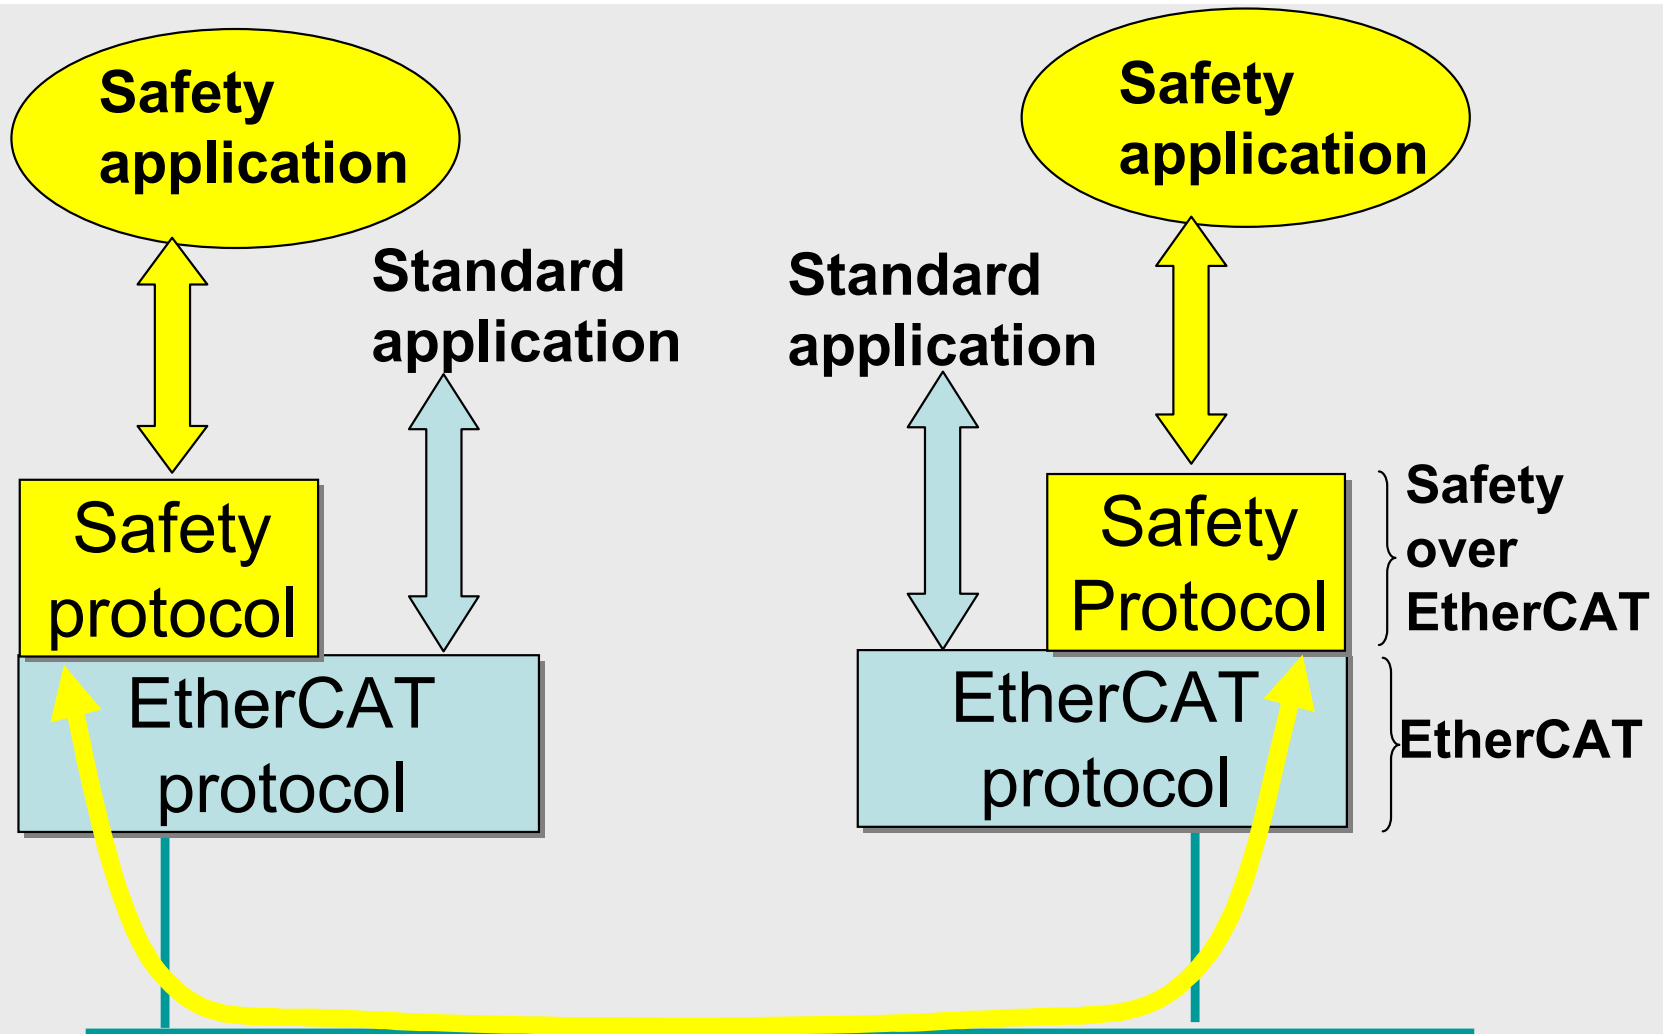 Safety
application
Safety
application
Standard
application
Standard
application
Safety
protocol
Safety
Protocol
Safety
over
EtherCAT
EtherCAT
protocol
EtherCAT
protocol
EtherCAT